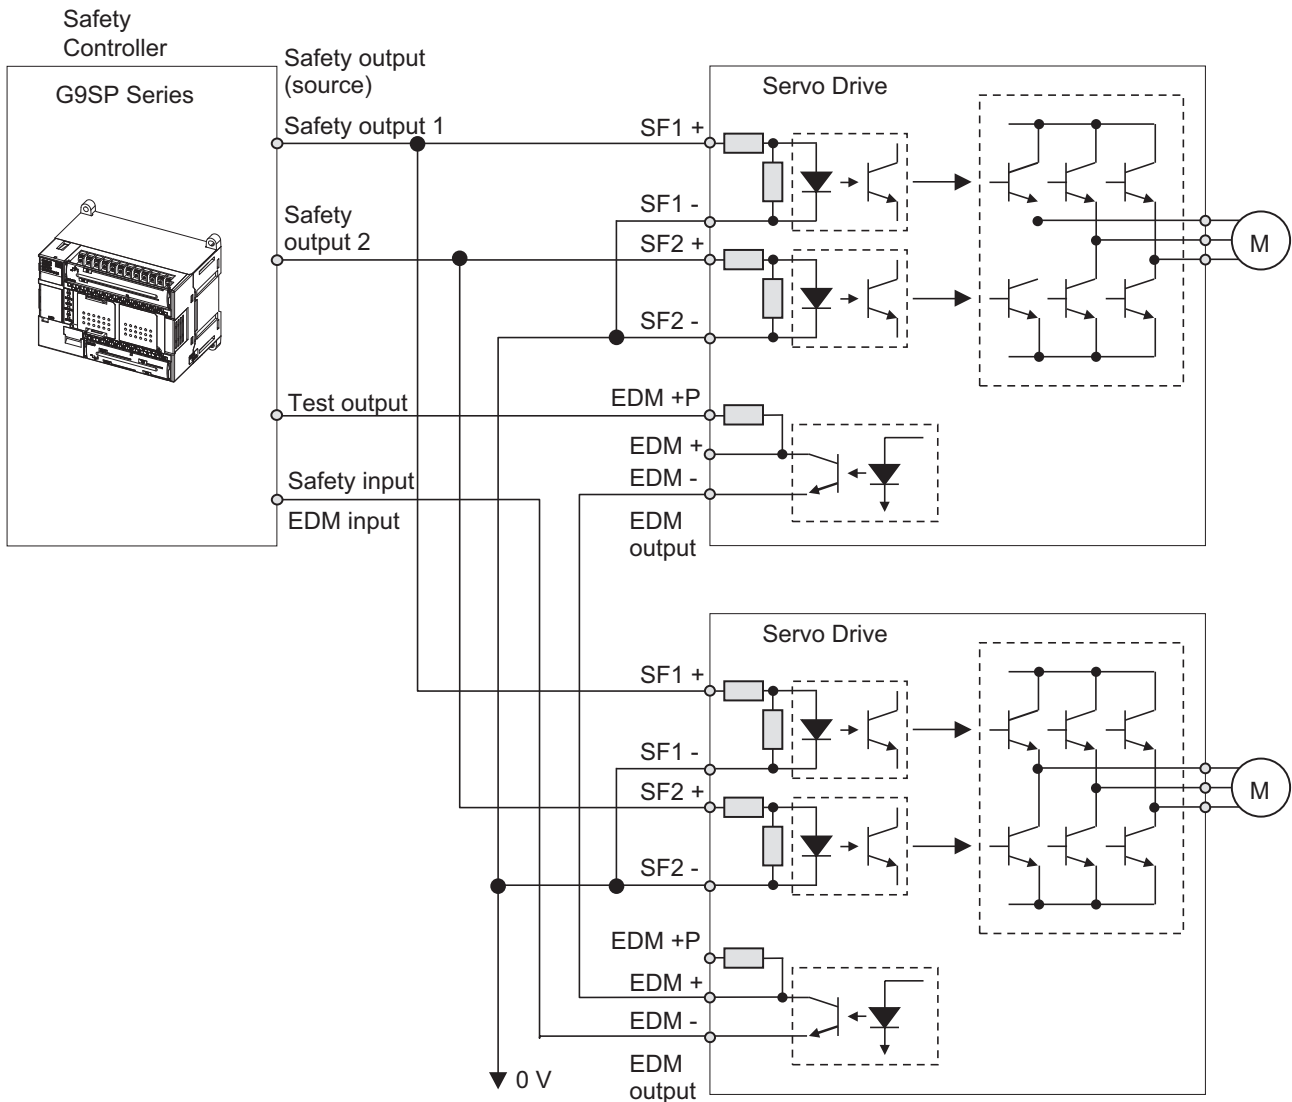 Safety
Controller
G9SP Series
Safety output
(source)
Safety output 1
Safety
output 2
Test output
Safety input
EDM input
Servo Drive
SF1 +
SF1 -
SF2 +
SF2 -
EDM +P
EDM +
EDM -
EDM
output
M
Servo Drive
SF1 +
SF1 -
SF2 +
SF2 -
EDM +P
EDM +
EDM -
EDM
output
M
0 V